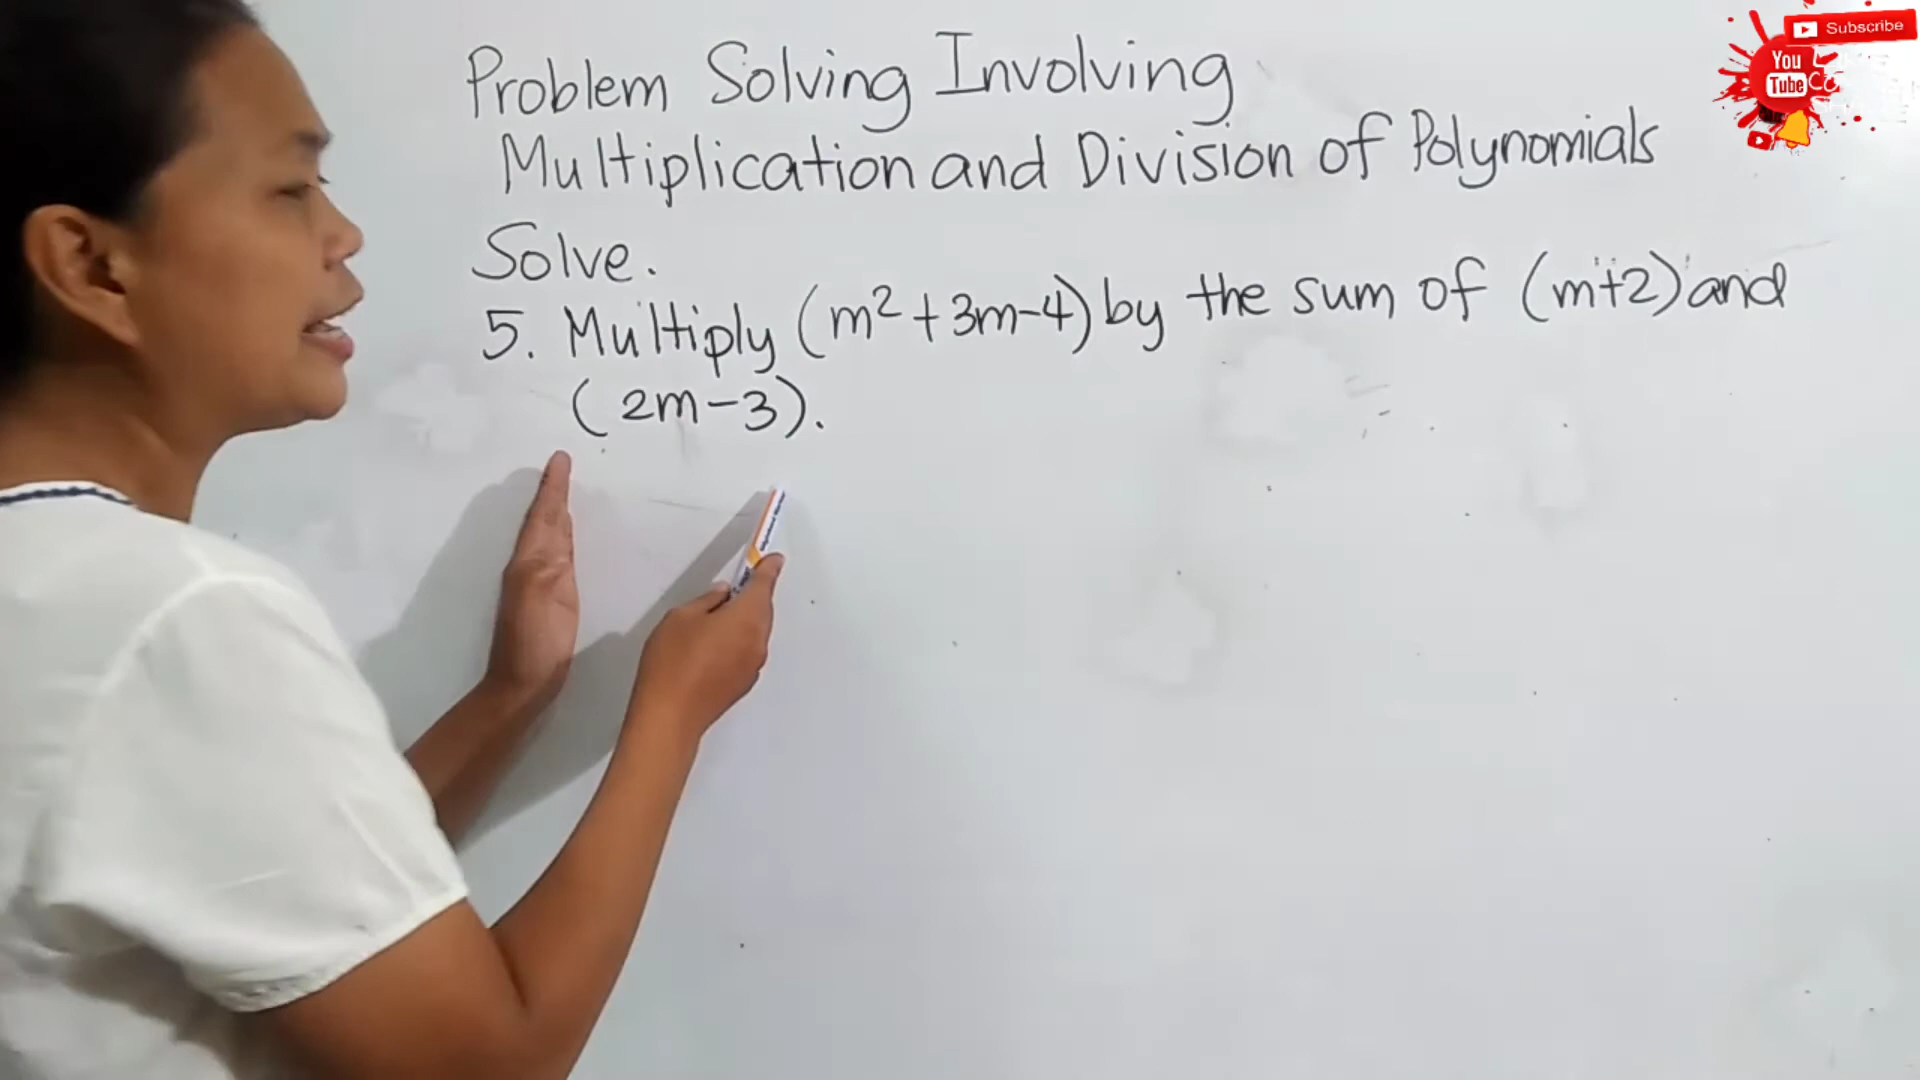 Problem Solving Involving
Multiplication and Division of Polynomials
Solve.
5. Multiply (m²+3m-4) by the sum of (m+2) and
(2m-3).
Subscribe
You
Tube